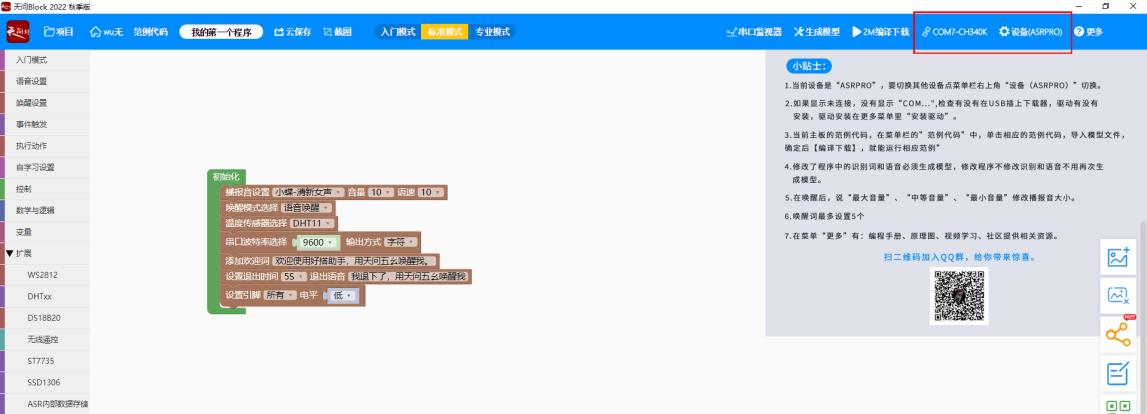 天问Block 2022 秋季版
天问51
项目 wu无 范例代码 我的第一个程序 云保存 截图 入门模式 标准模式 专业模式 串口监视器 生成模型 2M编译下载 COM7-CH340K 设备(ASRPRO) 更多
入门模式
语音设置
唤醒设置
事件触发
执行动作
自学习设置
控制
数学与逻辑
变量
扩展
WS2812
DHTxx
DS18B20
无线遥控
ST7735
SSD1306
ASR内部数据存储
初始化
播报音设置 小蝶-清新女声 音量 10 语速 10
唤醒模式选择 语音唤醒
温度传感器选择 DHT11
串口波特率选择 9600 输出方式 字符
添加欢迎词 欢迎使用好搭助手，用天问五幺唤醒我。
设置退出时间 5S 退出语音 我退下了，用天问五幺唤醒我
设置引脚 所有 电平 低
小贴士：
1.当前设备是“ASRPRO”，要切换其他设备点菜单栏右上角“设备（ASRPRO）”切换。
2.如果显示未连接，没有显示“COM...",检查有没有在USB插上下载器，驱动有没有
安装，驱动安装在更多菜单里“安装驱动”。
3.当前主板的范例代码，在菜单栏的”范例代码”中，单击相应的范例代码，导入模型文件，
确定后【编译下载】，就能运行相应范例”
4.修改了程序中的识别词和语音必须生成模型，修改程序不修改识别和语音不用再次生
成模型。
5.在唤醒后，说“最大音量”、“中等音量”、“最小音量”修改播报音大小。
6.唤醒词最多设置5个
7.在菜单“更多”有：编程手册、原理图、视频学习、社区提供相关资源。
扫二维码加入QQ群，给你带来惊喜。
HOT